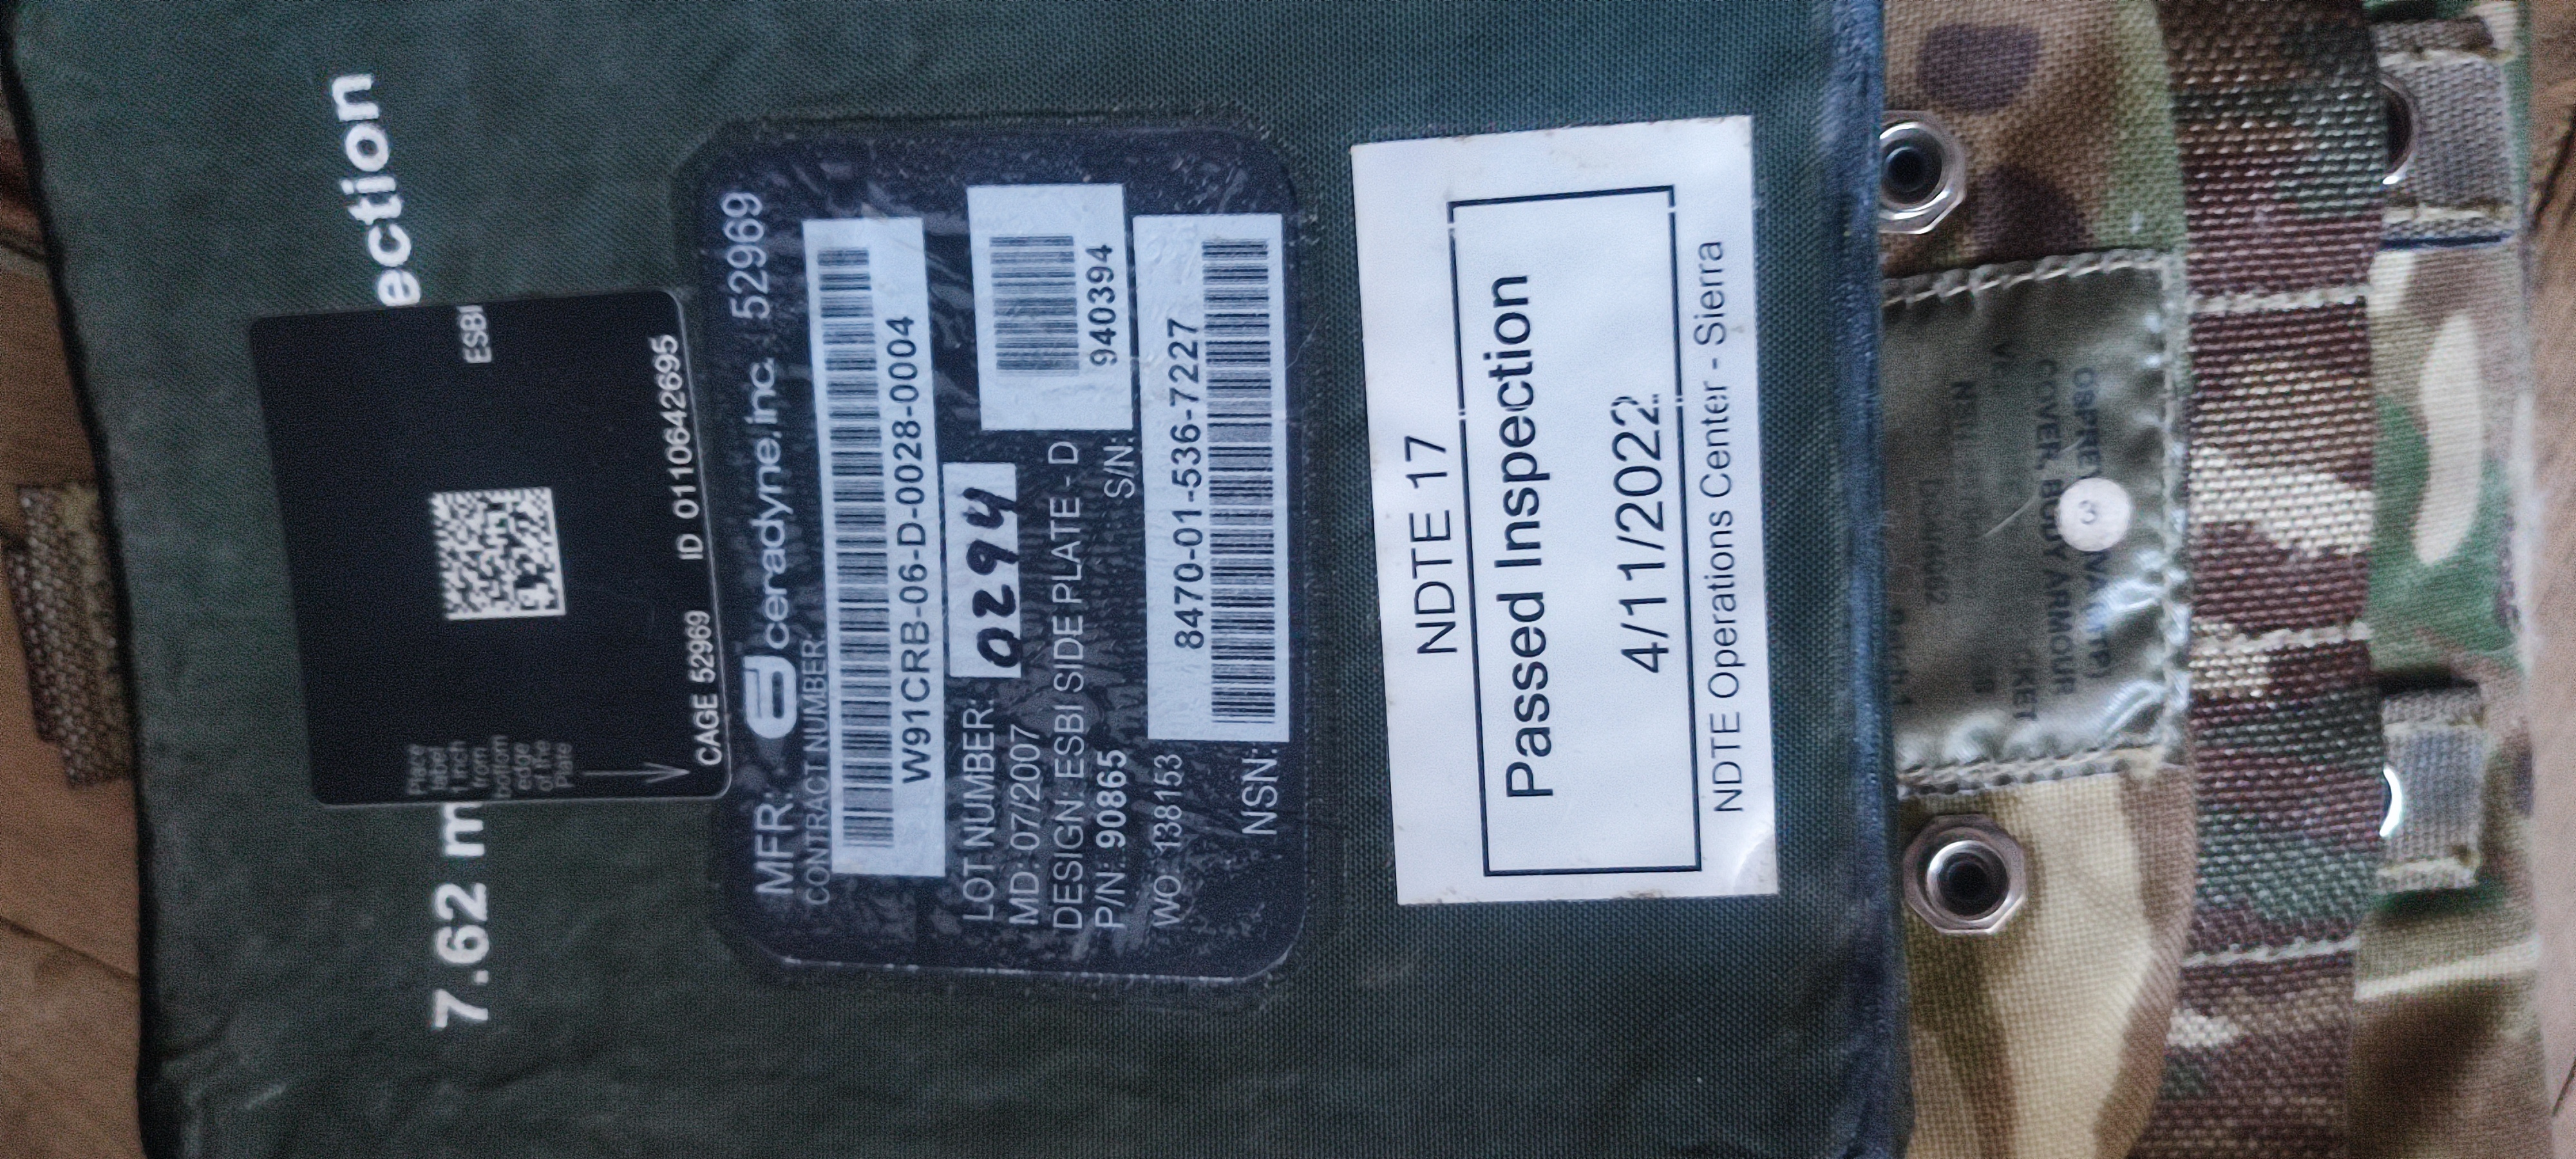 7.62 m
ection
ESBI
Place
label
1 inch
from
bottom
edge
of the
Plate
CAGE 52969 ID 0110642695
MFR: ceradyne, inc. 52969
CONTRACT NUMBER
W91CRB-06-D-0028-0004
LOT NUMBER: 0294
MD: 07/2007
DESIGN: ESBI SIDE PLATE - D
P/N: 90865 S/N: 940394
WO: 138153
8470-01-536-7227
NSN:
NDTE 17
Passed Inspection
4/11/2022
NDTE Operations Center - Sierra
OSPREY
COVER, BODY ARMOUR
3